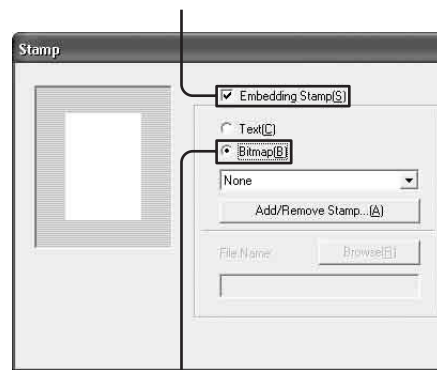 Stamp
Embedding Stamp(S)
Text(C)
Bitmap(B)
None
Add/Remove Stamp...(A)
File Name
Browse(R)